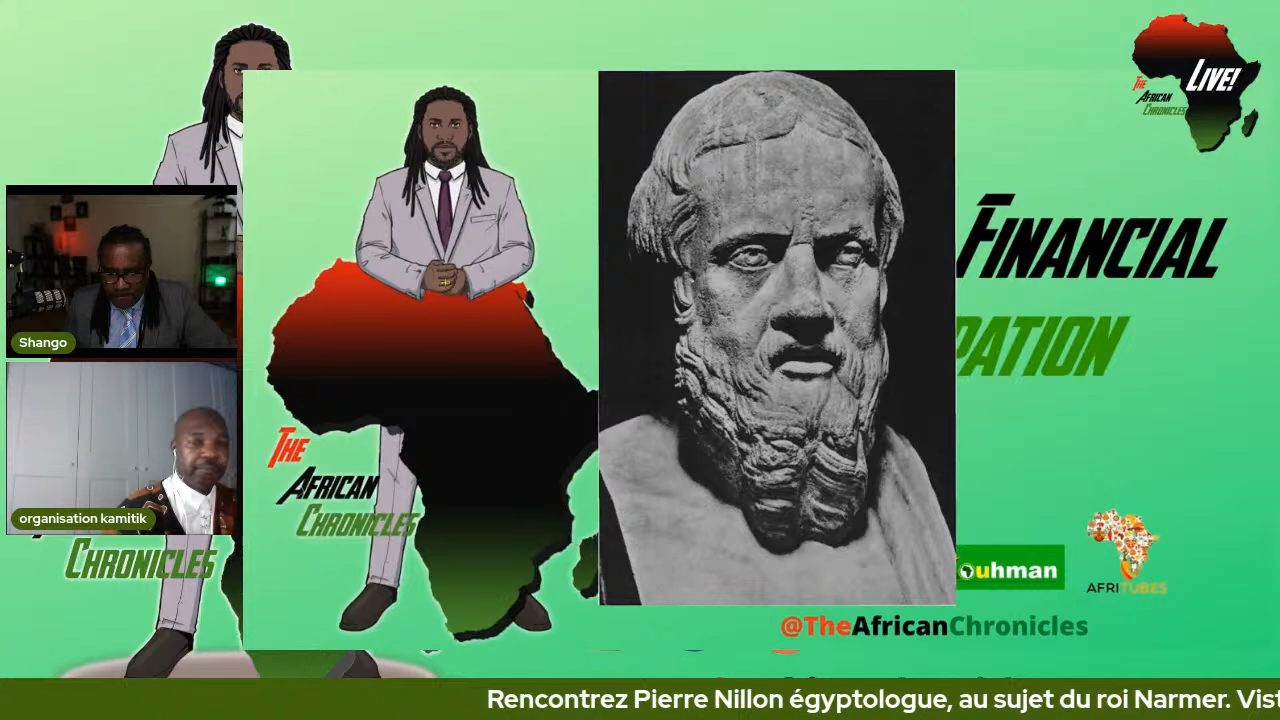 LIVE!
THE
AFRICAN
CHRONICLES
FINANCIAL
PATION
Shango
THE
AFRICAN
CHRONICLES
organisation kamitik
CHRONICLES
ouhman
AFRITUBES
@TheAfricanChronicles
Rencontrez Pierre Nillon égyptologue, au sujet du roi Narmer. Vist